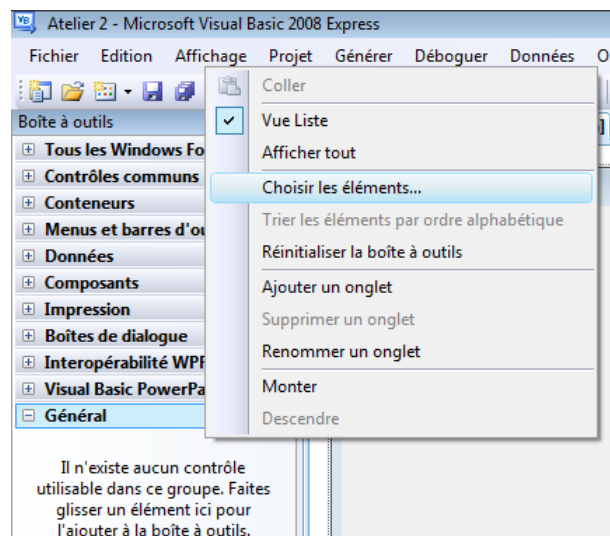 Atelier 2 - Microsoft Visual Basic 2008 Express
Fichier Edition Affichage Projet Générer Déboguer Données O
Boîte à outils
Tous les Windows Fo
Contrôles communs
Conteneurs
Menus et barres d'ou
Données
Composants
Impression
Boîtes de dialogue
Interopérabilité WPF
Visual Basic PowerPa
Général
Il n'existe aucun contrôle
utilisable dans ce groupe. Faites
glisser un élément ici pour
l'ajouter à la boîte à outils.
Coller
Vue Liste
Afficher tout
Choisir les éléments...
Trier les éléments par ordre alphabétique
Réinitialiser la boîte à outils
Ajouter un onglet
Supprimer un onglet
Renommer un onglet
Monter
Descendre